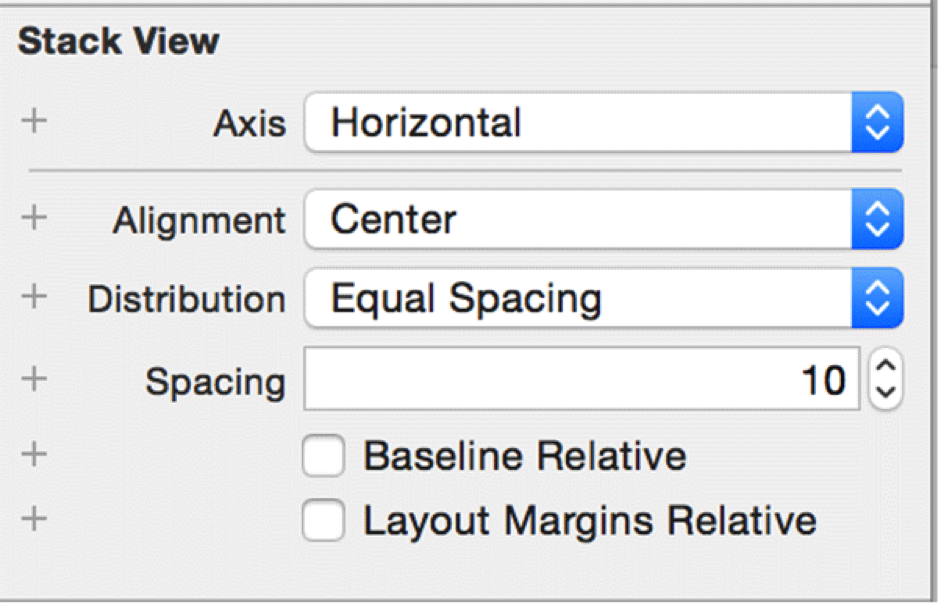 Stack View
Axis Horizontal
Alignment Center
Distribution Equal Spacing
Spacing 10
Baseline Relative
Layout Margins Relative